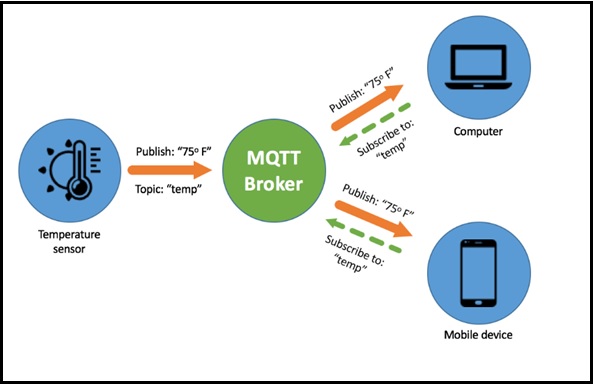 Publish: “75º F”
Topic: “temp”
Temperature
sensor
MQTT
Broker
Publish: “75º F”
Subscribe to:
“temp”
Computer
Publish: “75º F”
Subscribe to:
“temp”
Mobile device